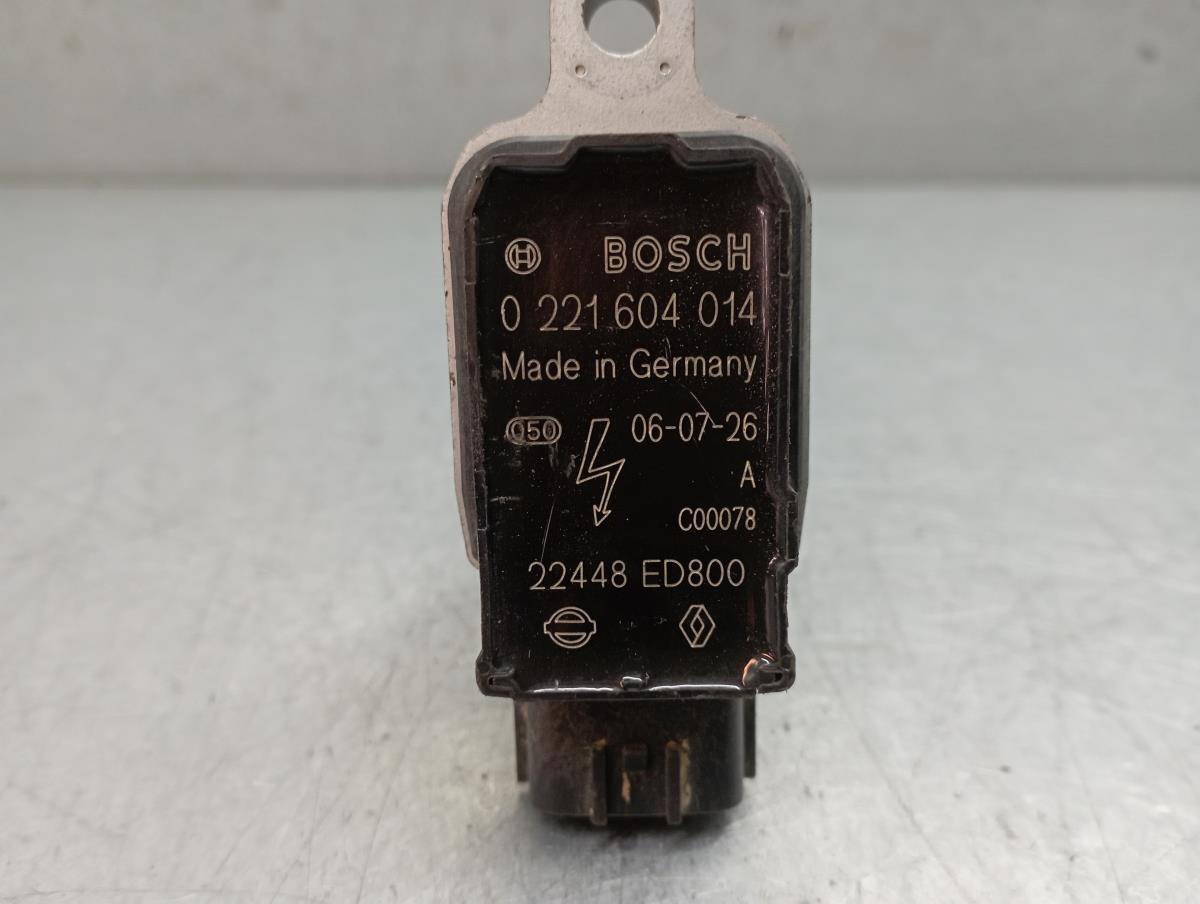 BOSCH
0 221 604 014
Made in Germany
050 06-07-26
A
C00078
22448 ED800